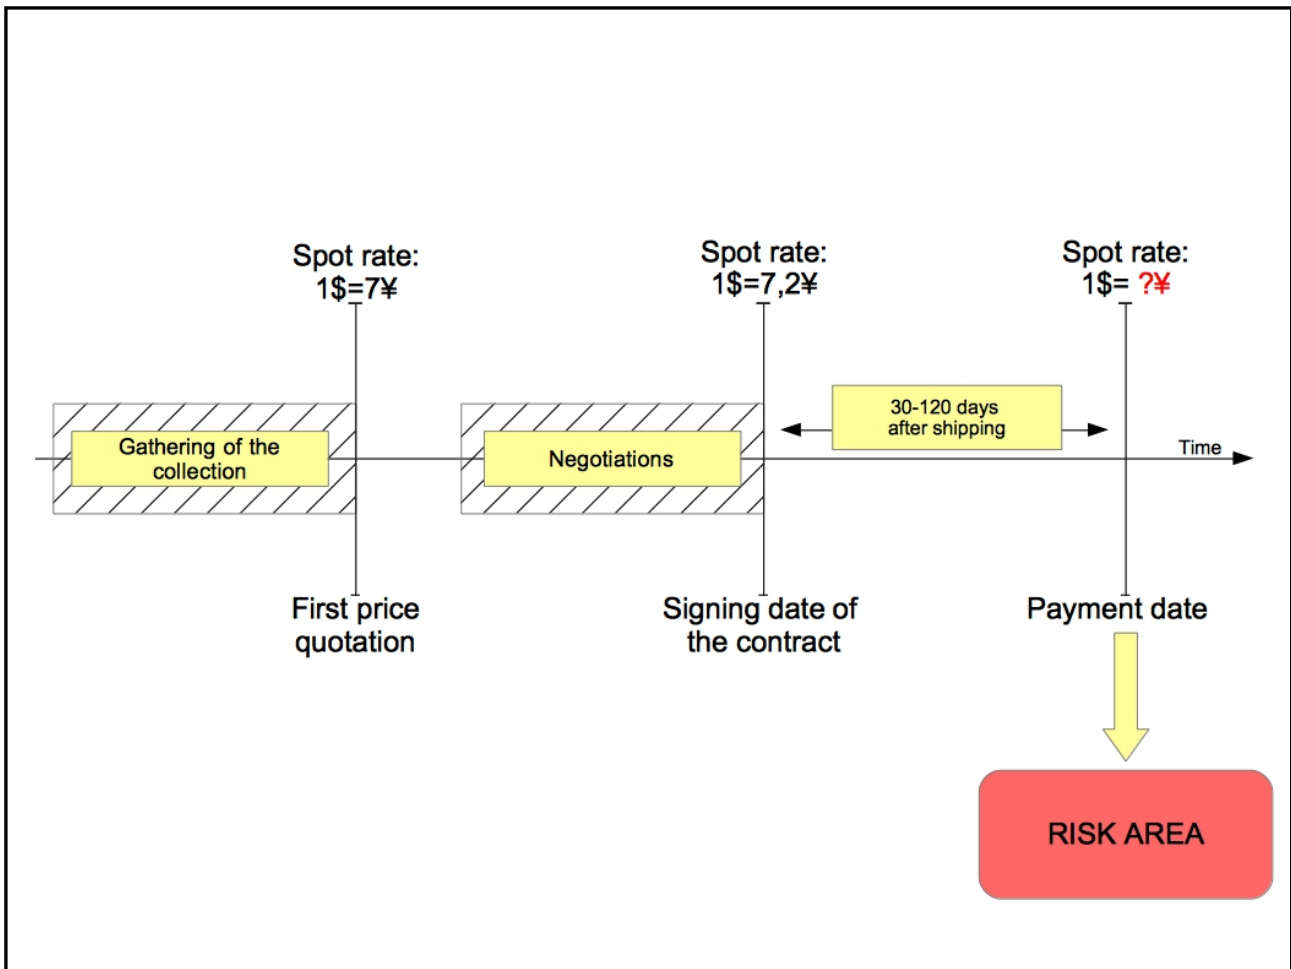 Spot rate:
1$=7¥
Spot rate:
1$=7,2¥
Spot rate:
1$= ?¥
30-120 days
after shipping
Gathering of the
collection
Negotiations
Time
First price
quotation
Signing date of
the contract
Payment date
RISK AREA